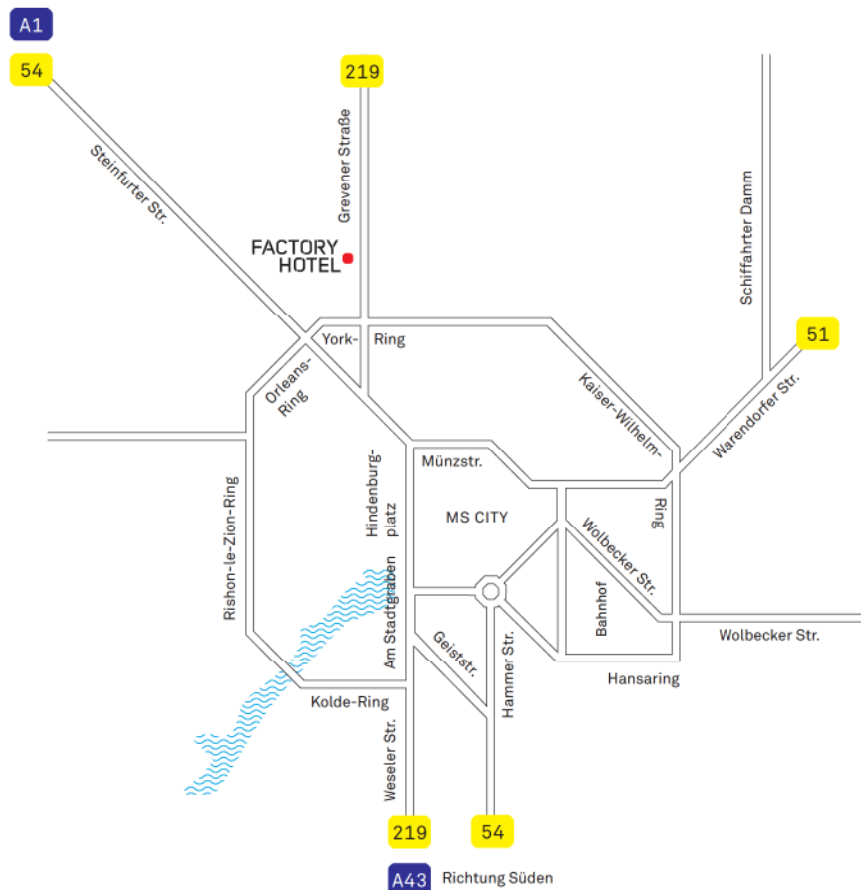 A1
54
219
Steinfurter Str.
Grevener Straße
Schiffahrter Damm
FACTORY
HOTEL
51
York-
Ring
Orleans-
Ring
Kaiser-Wilhelm-
Ring
Warendorfer Str.
Hindenburg-
platz
Münzstr.
MS CITY
Rishon-le-Zion-Ring
Wolbecker Str.
Am Stadtgraben
Bahnhof
Geiststr.
Hammer Str.
Wolbecker Str.
Hansaring
Kolde-Ring
Weseler Str.
219
54
A43
Richtung Süden